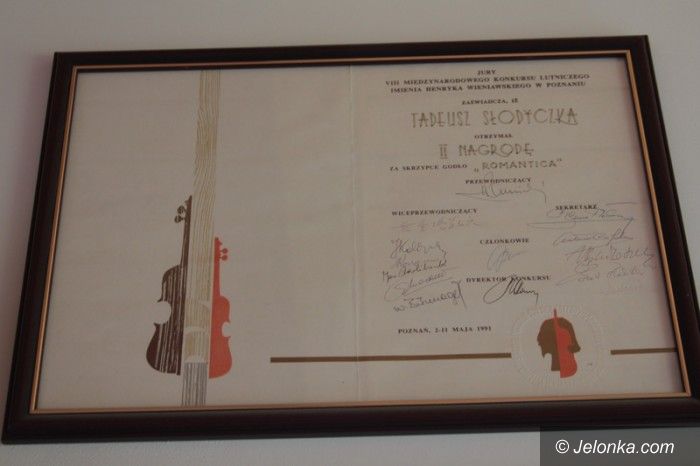 JURY
VIII MIĘDZYNARODOWEGO KONKURSU LUTNICZEGO
IMIENIA HENRYKA WIENIAWSKIEGO W POZNANIU
ZAŚWIADCZA, IŻ
TADEUSZ SŁODYCZKA
OTRZYMAŁ
II NAGRODĘ
ZA SKRZYPCE GODŁO „ROMANTICA"
PRZEWODNICZĄCY
WICEPRZEWODNICZĄCY SEKRETARZ
CZŁONKOWIE
DYREKTOR KONKURSU
POZNAŃ, 2-11 MAJA 1991
© Jelonka.com